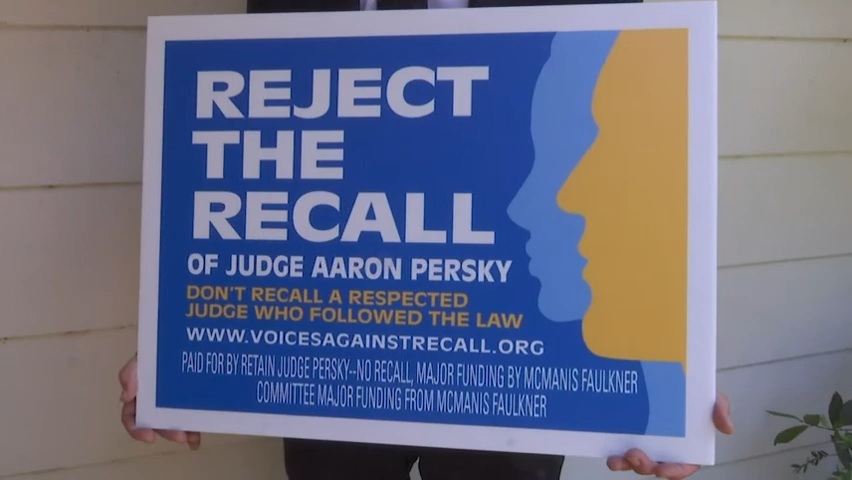 REJECT
THE
RECALL
OF JUDGE AARON PERSKY
DON'T RECALL A RESPECTED
JUDGE WHO FOLLOWED THE LAW
WWW.VOICESAGAINSTRECALL.ORG
PAID FOR BY RETAIN JUDGE PERSKY--NO RECALL, MAJOR FUNDING BY MCMANIS FAULKNER
COMMITTEE MAJOR FUNDING FROM MCMANIS FAULKNER